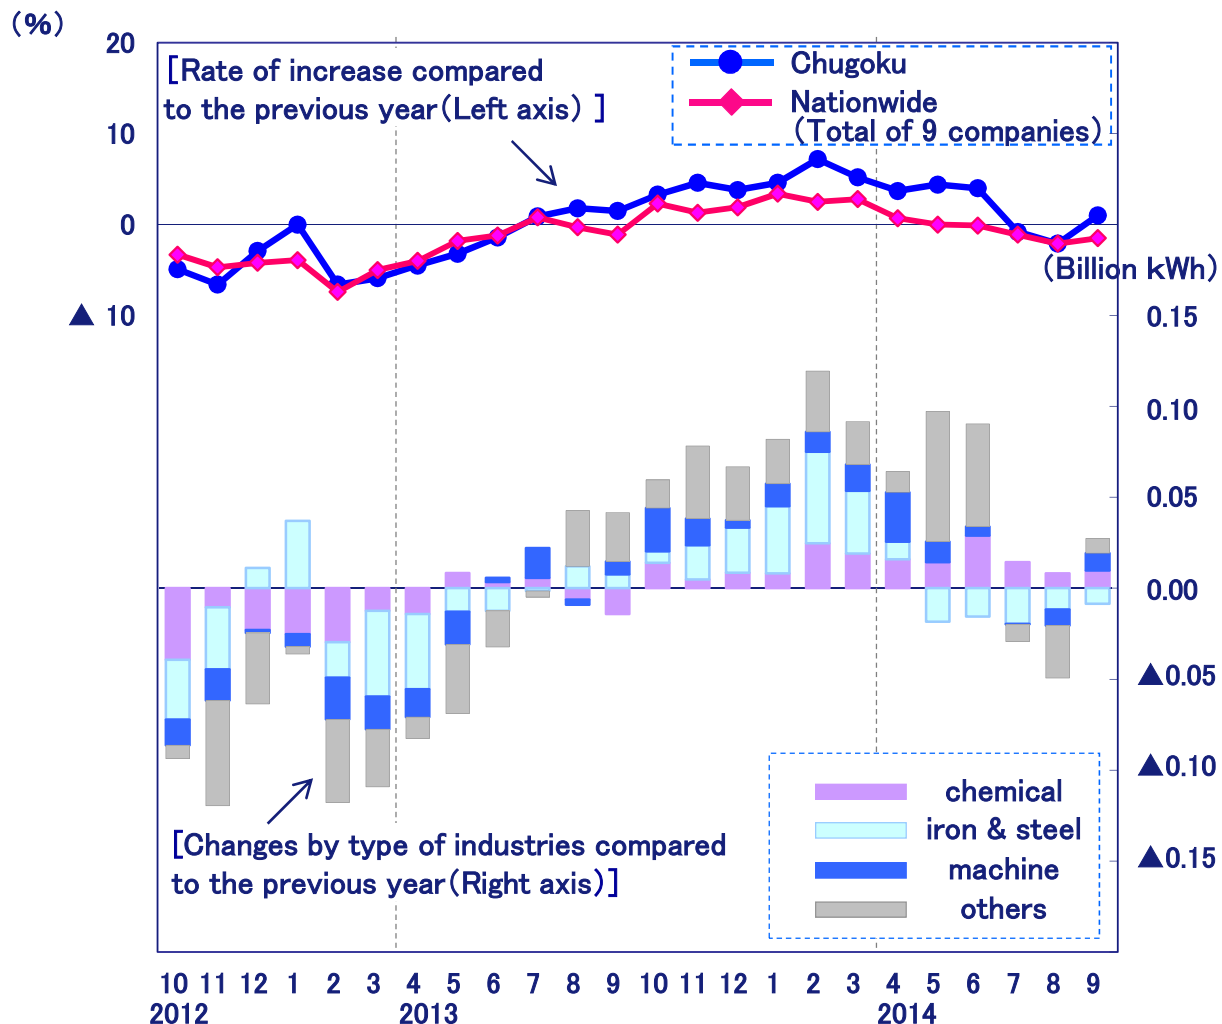 (%)
20
[Rate of increase compared
to the previous year(Left axis) ]
Chugoku
Nationwide
(Total of 9 companies)
10
0
(Billion kWh)
▲ 10
0.15
0.10
0.05
0.00
▲0.05
▲0.10
▲0.15
[Changes by type of industries compared
to the previous year(Right axis)]
chemical
iron & steel
machine
others
10 11 12 1 2 3 4 5 6 7 8 9 10 11 12 1 2 3 4 5 6 7 8 9
2012 2013 2014